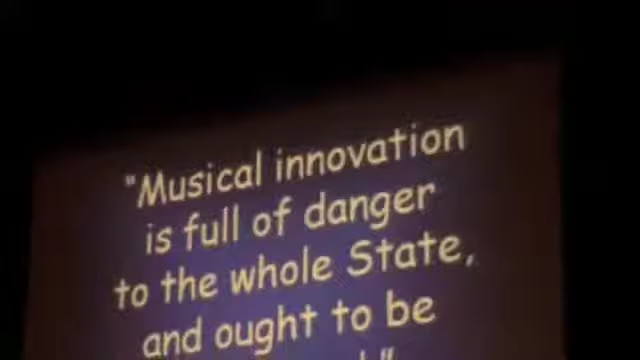 "Musical innovation
is full of danger
to the whole State,
and ought to be